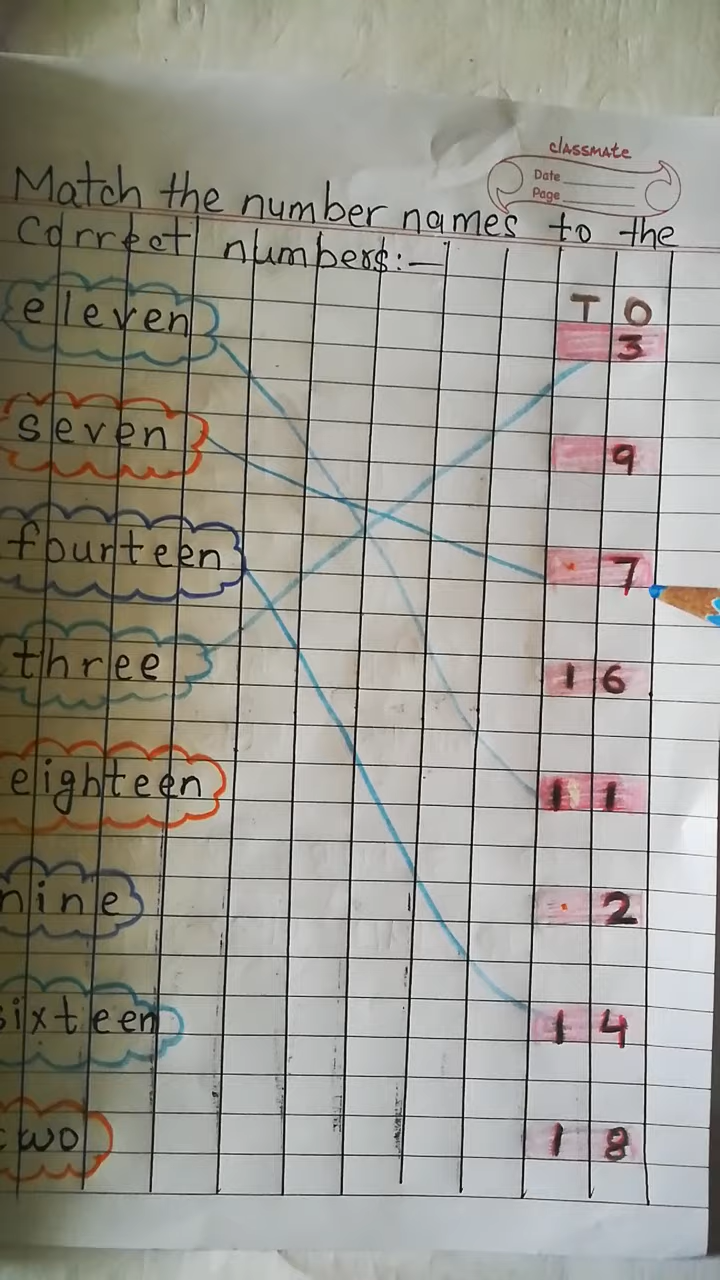 classmate
Date
Page
Match the number names to the
correct numbers:-
T O
eleven 3
seven 9
fourteen 7
three 16
eighteen 11
nine 2
sixteen 14
two 18